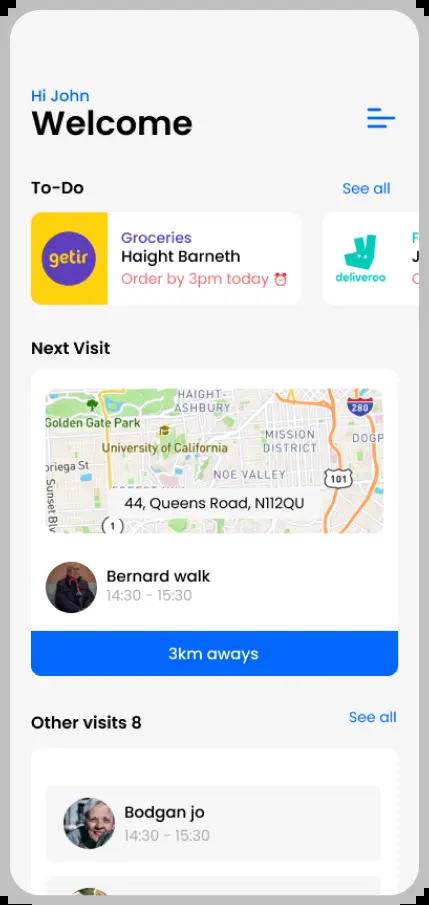 Hi John
Welcome
To-Do
See all
getir
Groceries
Haight Barneth
Order by 3pm today
deliveroo
Next Visit
HAIGHT-
ASHBURY
280
Golden Gate Park
University of California
MISSION
DISTRICT
DOGP
oriega St
NOE VALLEY
101
Sunset Blv
44, Queens Road, N112QU
1
Bernard walk
14:30 - 15:30
3km aways
Other visits 8
See all
Bodgan jo
14:30 - 15:30